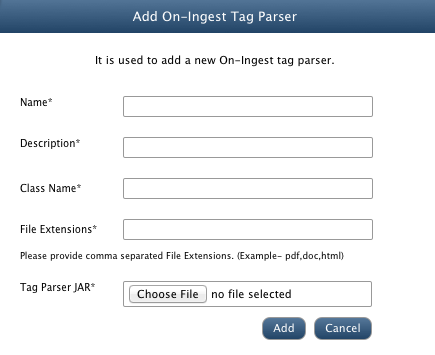 Add On-Ingest Tag Parser
It is used to add a new On-Ingest tag parser.
Name*
Description*
Class Name*
File Extensions*
Please provide comma separated File Extensions. (Example- pdf,doc,html)
Tag Parser JAR* Choose File no file selected
Add Cancel